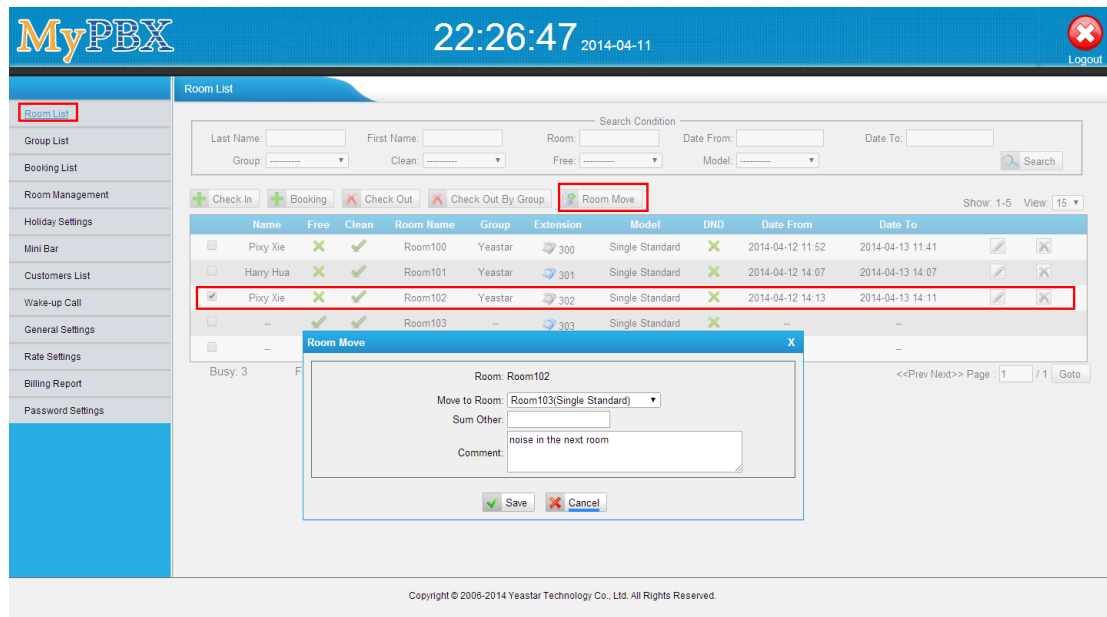 MyPBX
22:26:47 2014-04-11
Logout
Room List
Room List
Group List
Booking List
Room Management
Holiday Settings
Mini Bar
Customers List
Wake-up Call
General Settings
Rate Settings
Billing Report
Password Settings
Search Condition
Last Name: First Name: Room: Date From: Date To:
Group: ---------- Clean: ---------- Free: ---------- Model: ---------- Search
Check In Booking Check Out Check Out By Group Room Move Show: 1-5 View: 15
Name Free Clean Room Name Group Extension Model DND Date From Date To
Pixy Xie Room100 Yeastar 300 Single Standard 2014-04-12 11:52 2014-04-13 11:41
Harry Hua Room101 Yeastar 301 Single Standard 2014-04-12 14:07 2014-04-13 14:07
Pixy Xie Room102 Yeastar 302 Single Standard 2014-04-12 14:13 2014-04-13 14:11
-- Room103 -- 303 Single Standard -- --
-- --
Busy: 3 F <<Prev Next>> Page : 1 / 1 Goto
Room Move X
Room: Room102
Move to Room: Room103(Single Standard)
Sum Other:
Comment: noise in the next room
Save Cancel
Copyright © 2006-2014 Yeastar Technology Co., Ltd. All Rights Reserved.